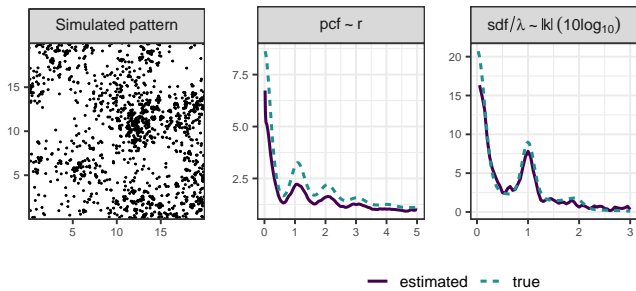 Simulated pattern
pcf ~ r
sdf/λ ~ |k| (10log₁₀)
15
10
5
5 10 15
7.5
5.0
2.5
0 1 2 3 4 5
20
15
10
5
0
0 1 2 3
estimated true